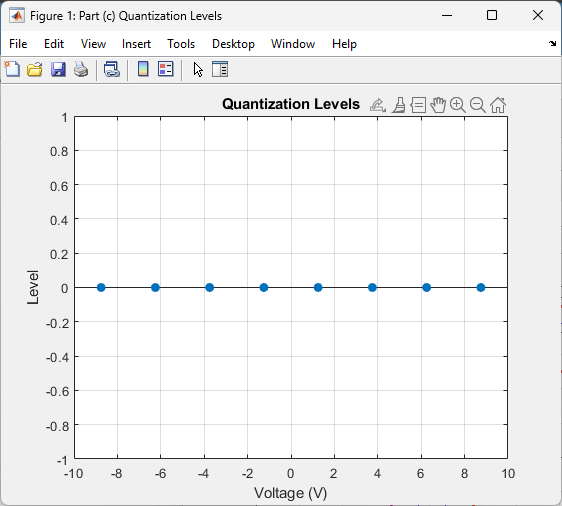 Figure 1: Part (c) Quantization Levels
File Edit View Insert Tools Desktop Window Help
Quantization Levels
1
0.8
0.6
0.4
0.2
0
-0.2
-0.4
-0.6
-0.8
-1
Level
-10 -8 -6 -4 -2 0 2 4 6 8 10
Voltage (V)